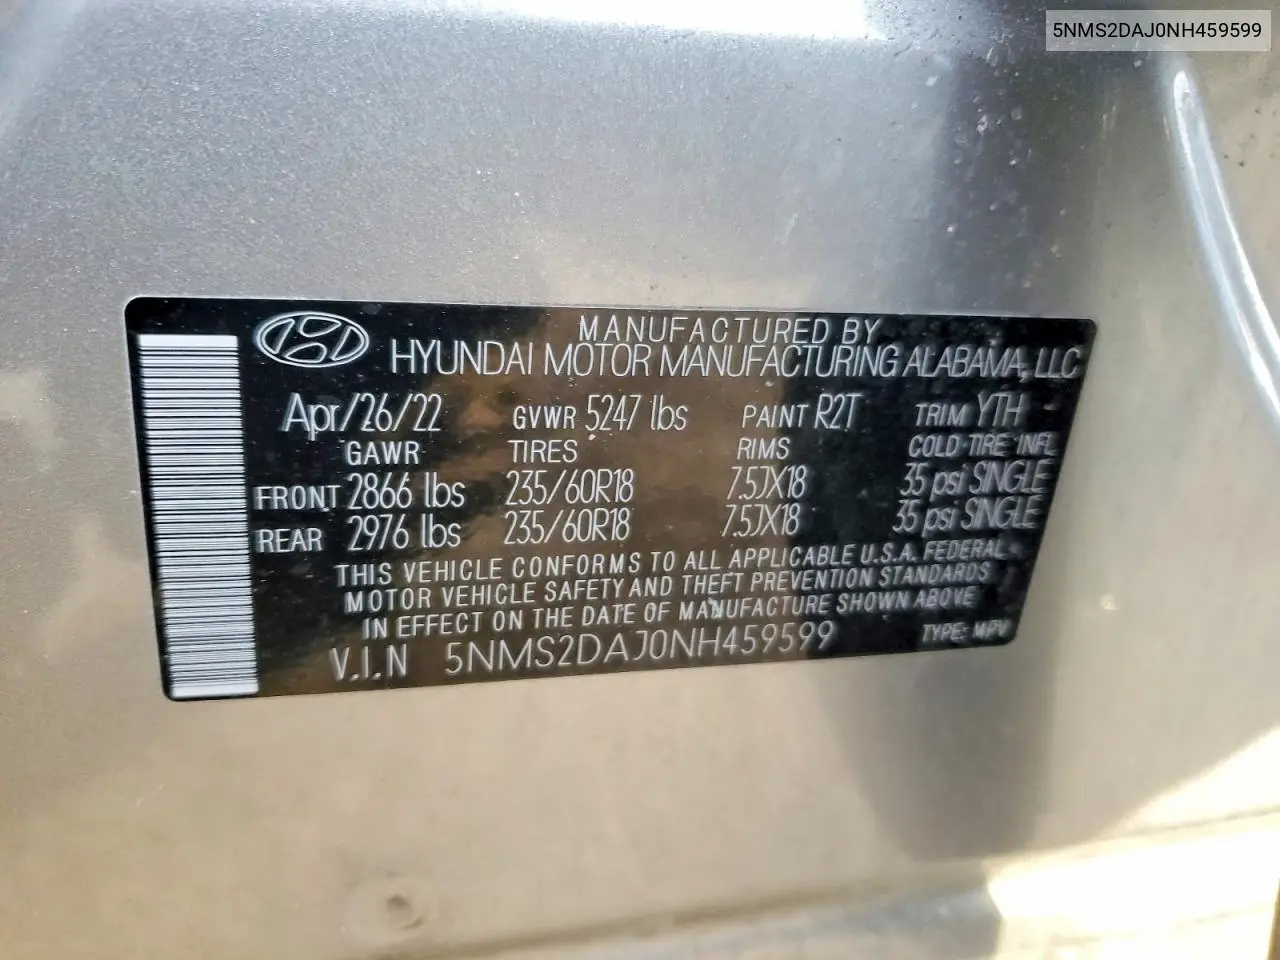 5NMS2DAJ0NH459599
MANUFACTURED BY
HYUNDAI MOTOR MANUFACTURING ALABAMA, LLC
Apr/26/22 GVWR 5247 lbs PAINT R2T TRIM YTH
GAWR TIRES RIMS COLD TIRE INFL
FRONT 2866 lbs 235/60R18 7.5JX18 35 psi SINGLE
REAR 2976 lbs 235/60R18 7.5JX18 35 psi SINGLE
THIS VEHICLE CONFORMS TO ALL APPLICABLE U.S.A. FEDERAL
MOTOR VEHICLE SAFETY AND THEFT PREVENTION STANDARDS
IN EFFECT ON THE DATE OF MANUFACTURE SHOWN ABOVE
V.I.N 5NMS2DAJ0NH459599 TYPE: MPV